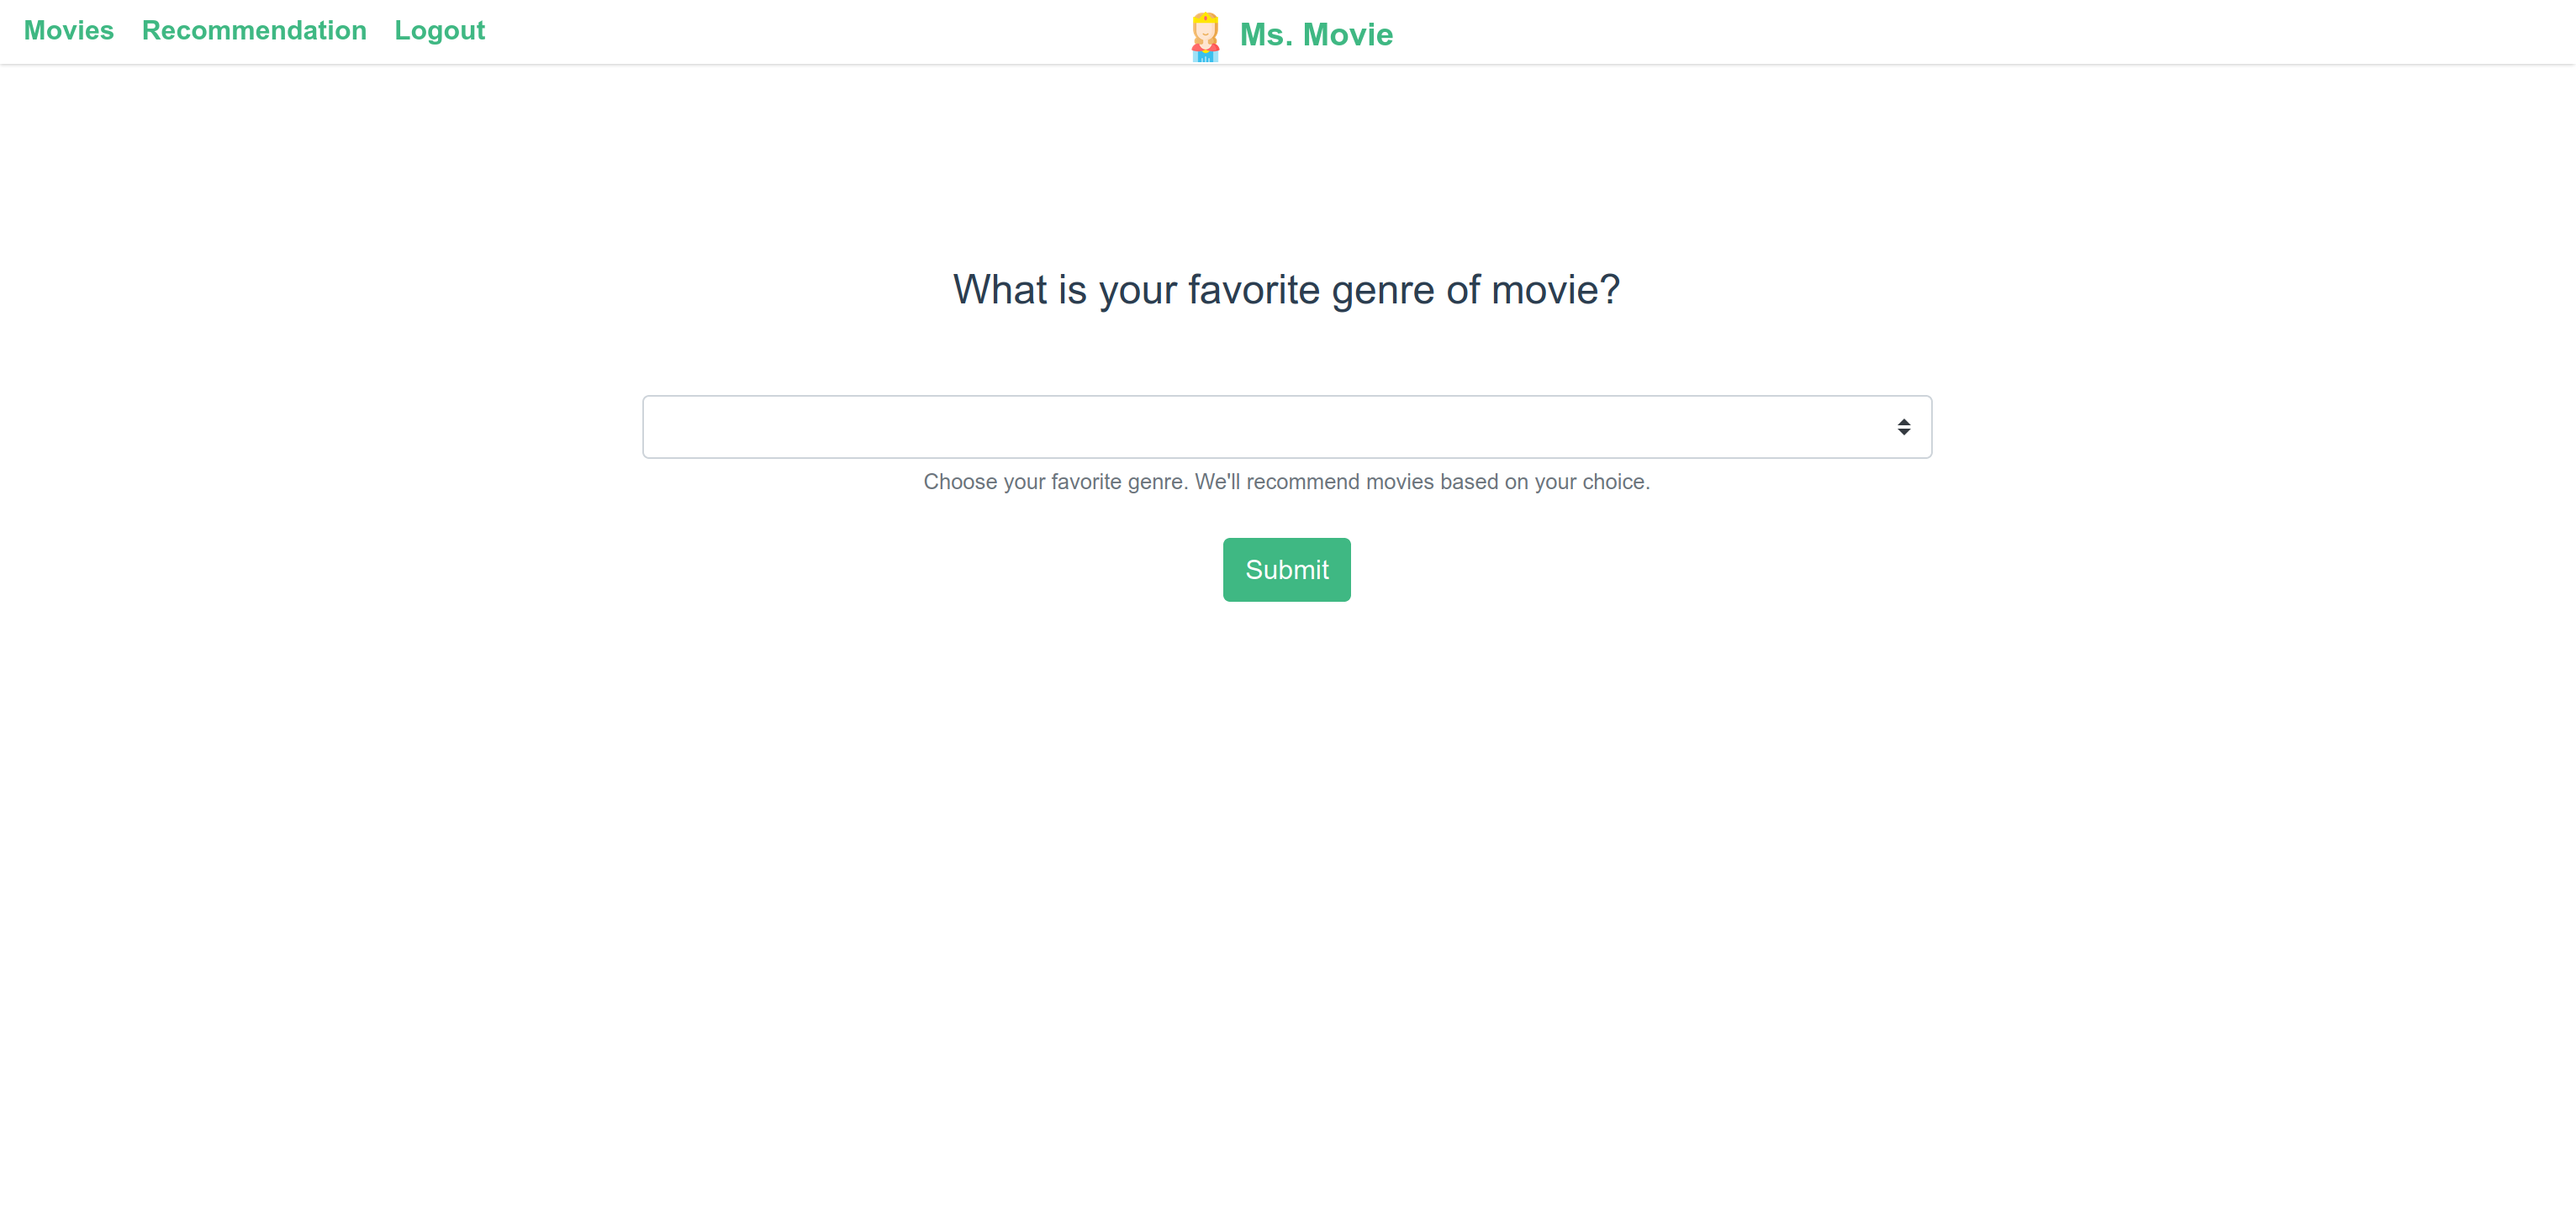 Movies Recommendation Logout Ms. Movie
What is your favorite genre of movie?
Choose your favorite genre. We'll recommend movies based on your choice.
Submit